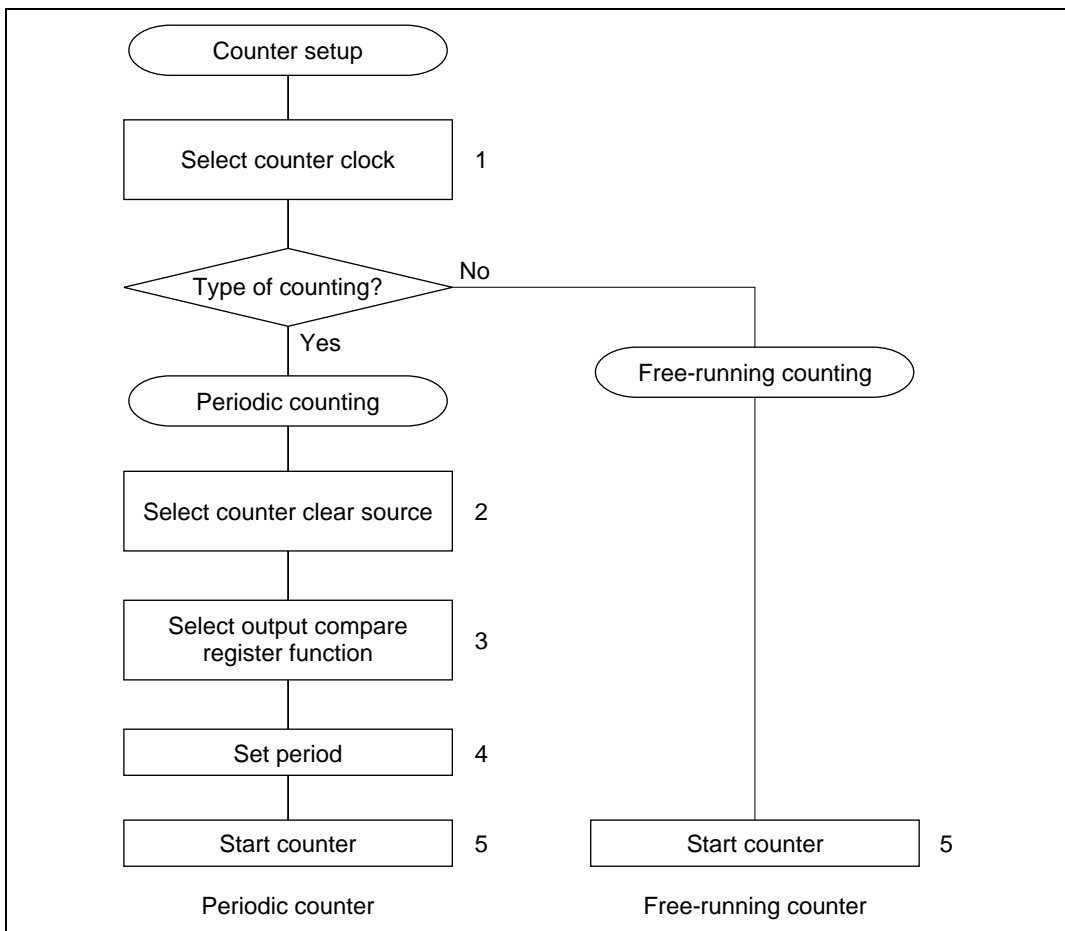 Counter setup
Select counter clock
1
Type of counting?
No
Yes
Periodic counting
Free-running counting
Select counter clear source
2
Select output compare
register function
3
Set period
4
Start counter
5
Start counter
5
Periodic counter
Free-running counter